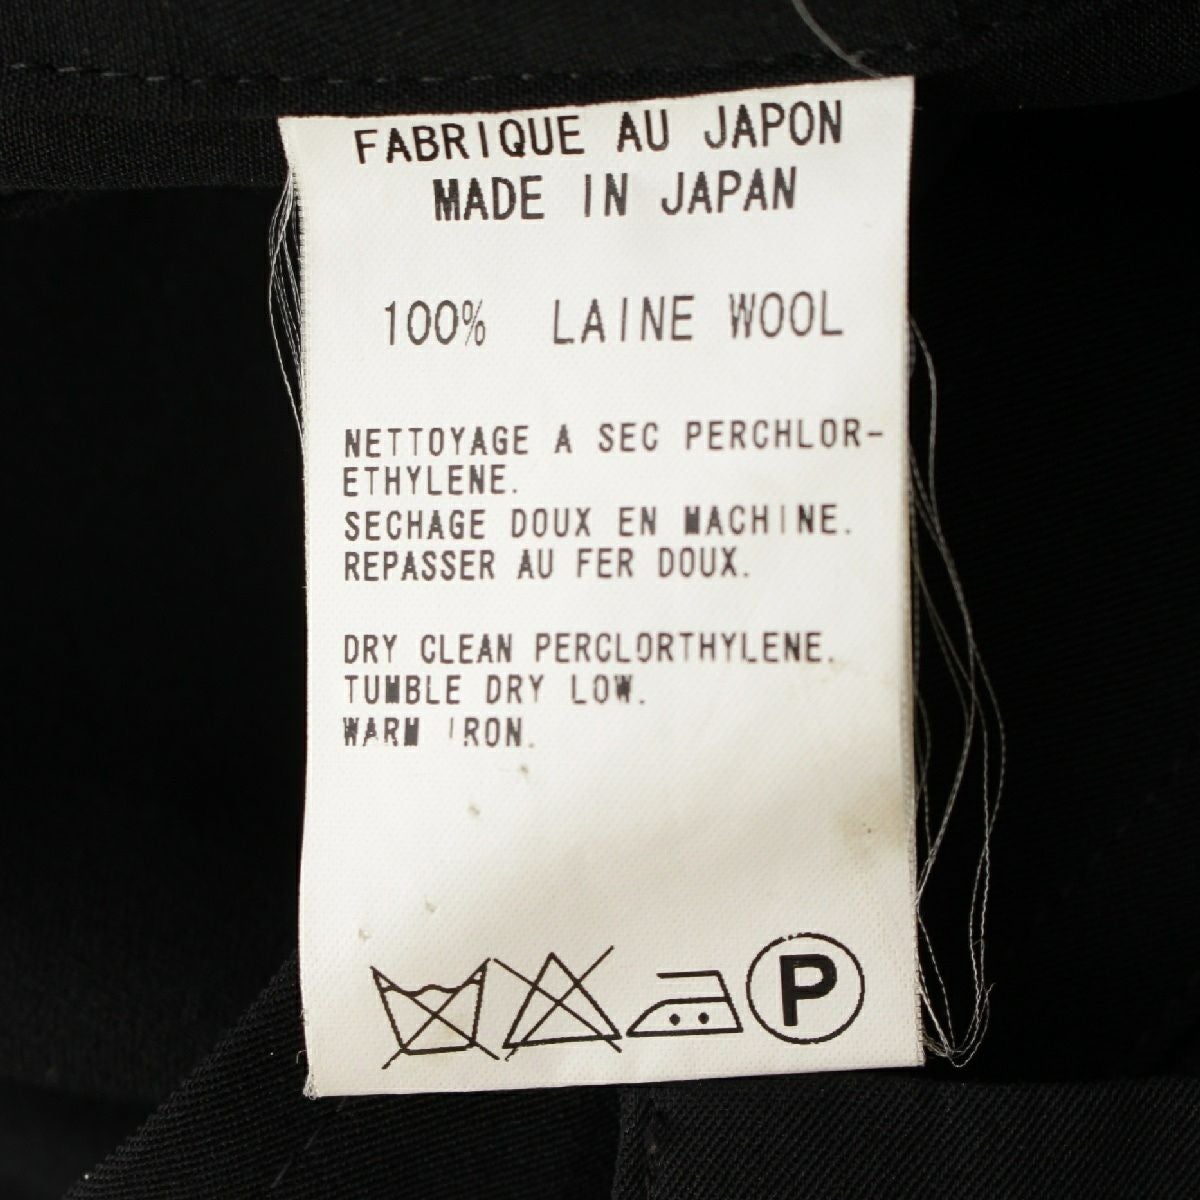 FABRIQUE AU JAPON
MADE IN JAPAN
100% LAINE WOOL
NETTOYAGE A SEC PERCHLOR-
ETHYLENE.
SECHAGE DOUX EN MACHINE.
REPASSER AU FER DOUX.
DRY CLEAN PERCLORTHYLENE.
TUMBLE DRY LOW.
WARM IRON.
P